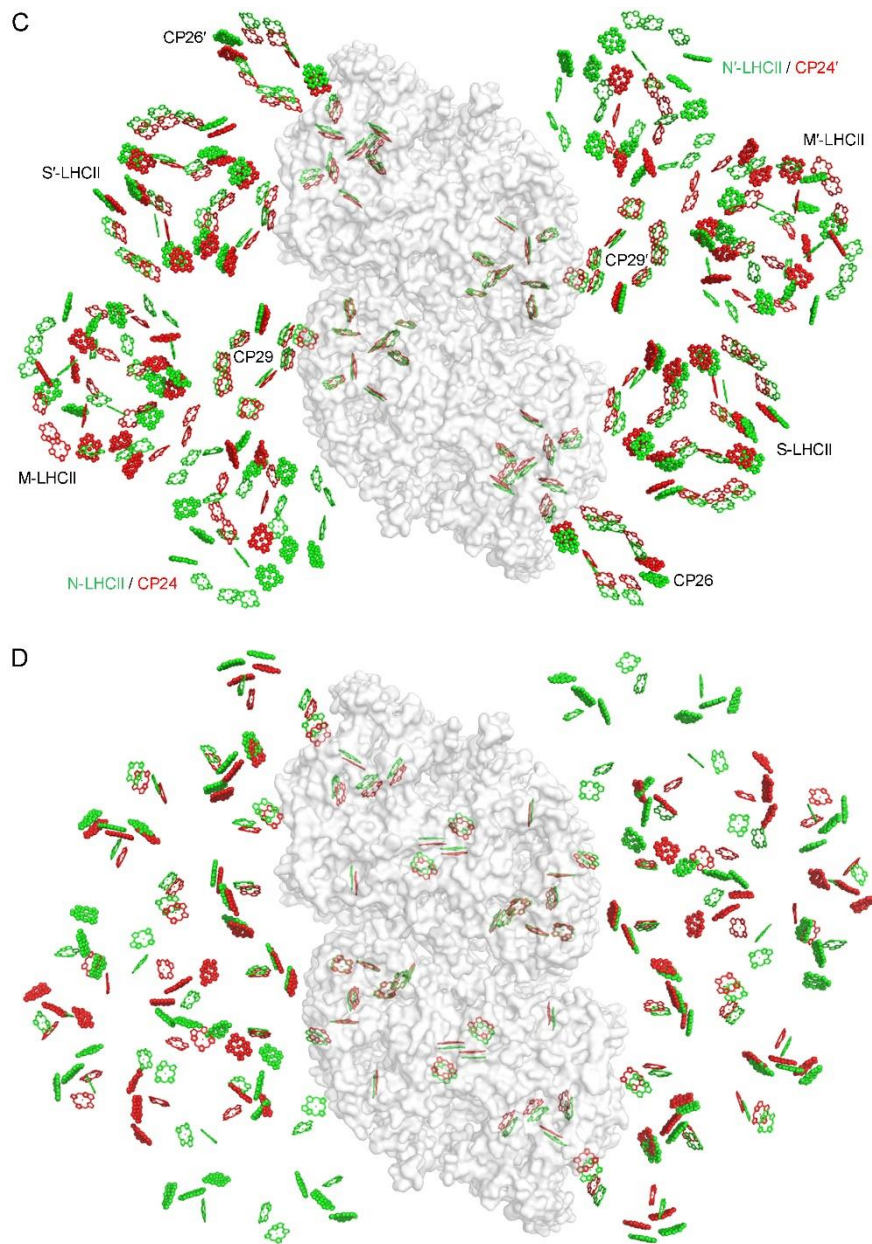 C
CP26′
N′-LHCII / CP24′
M′-LHCII
S′-LHCII
CP29′
CP29
M-LHCII
S-LHCII
N-LHCII / CP24
CP26
D